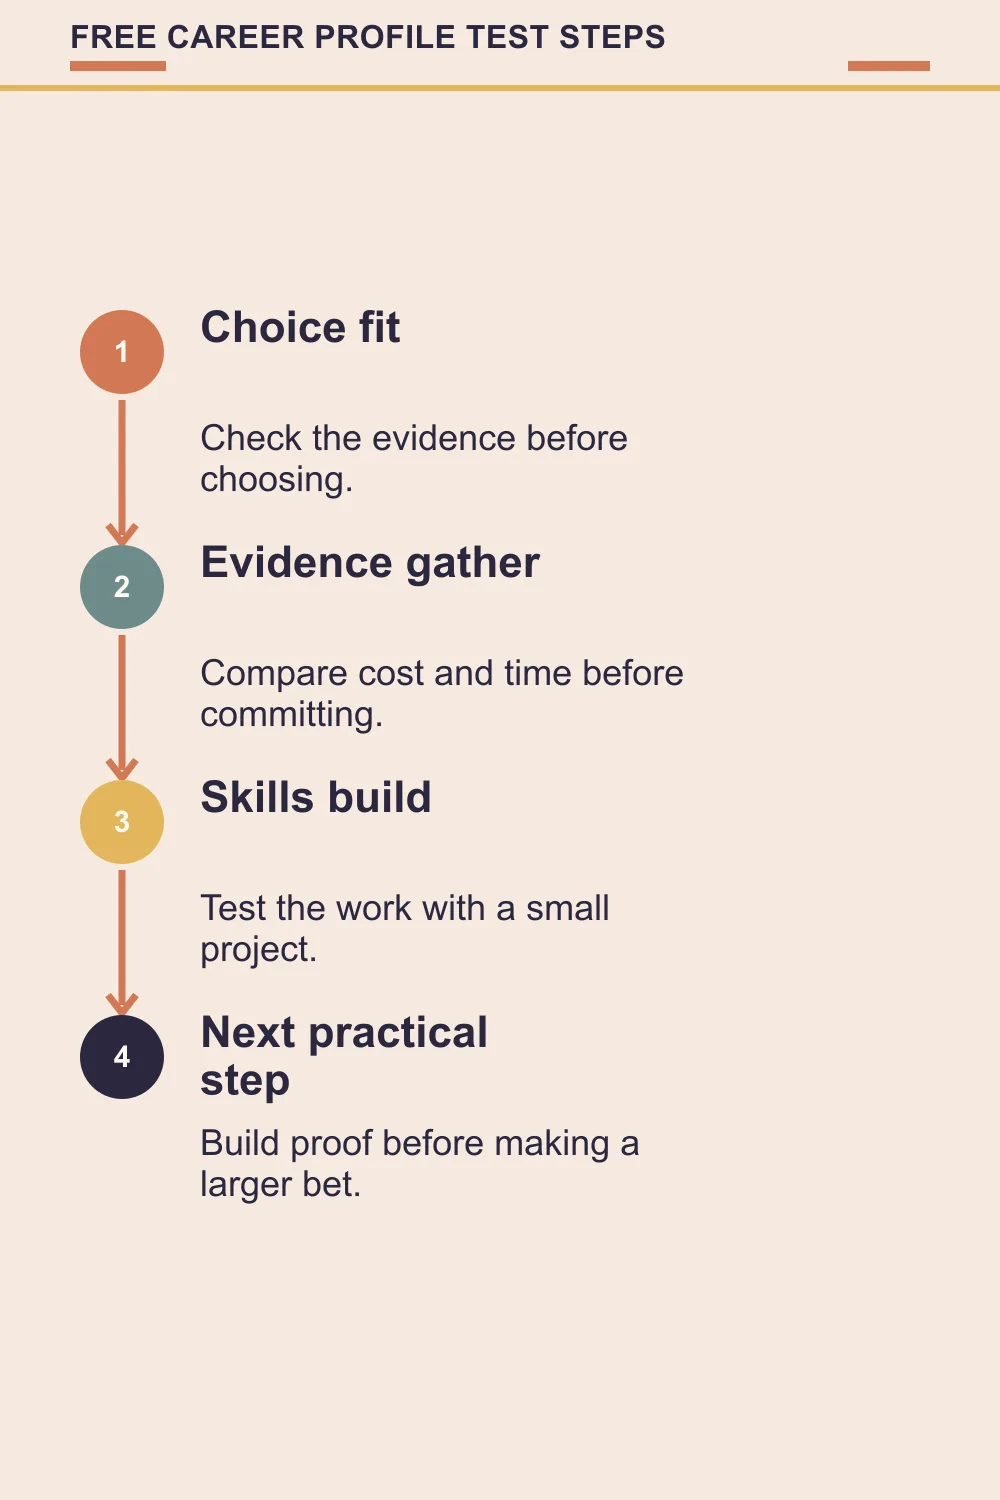 FREE CAREER PROFILE TEST STEPS
1
Choice fit
Check the evidence before
choosing.
2
Evidence gather
Compare cost and time before
committing.
3
Skills build
Test the work with a small
project.
4
Next practical
step
Build proof before making a
larger bet.